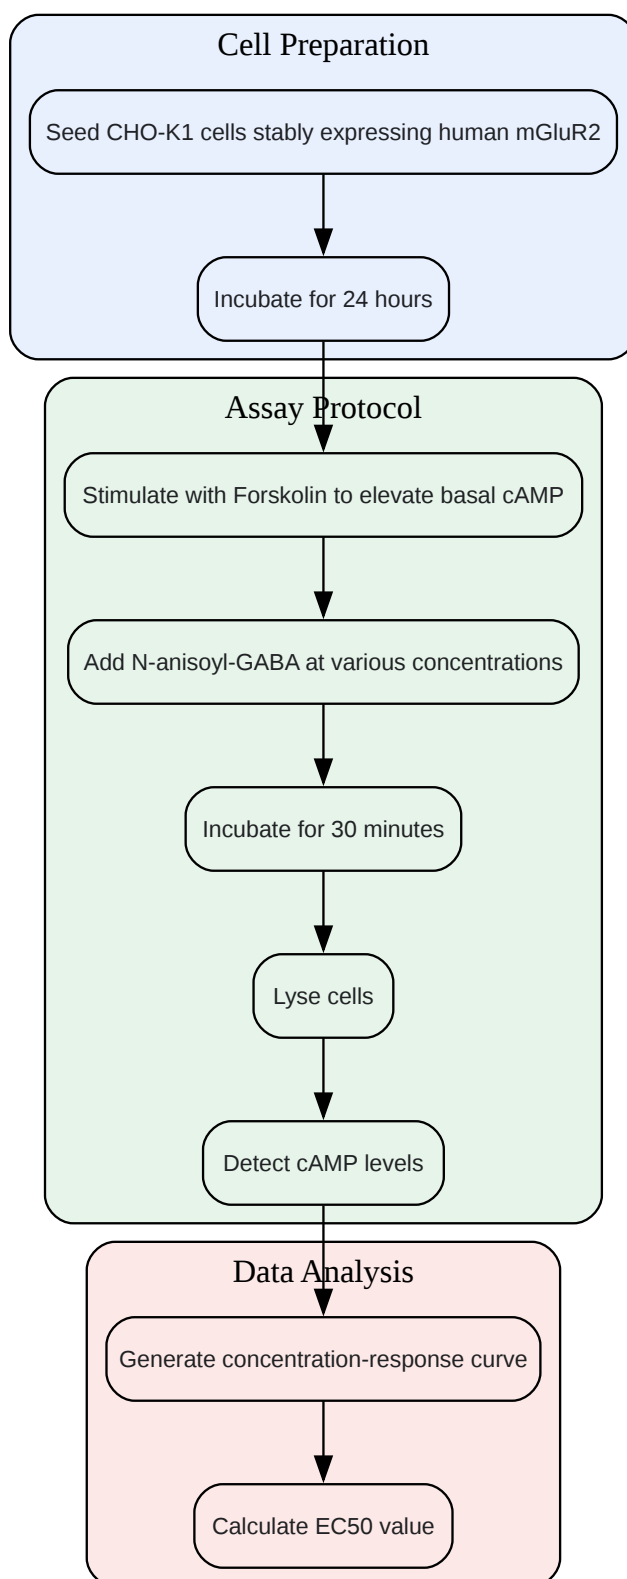 Cell Preparation
Seed CHO-K1 cells stably expressing human mGluR2
Incubate for 24 hours
Assay Protocol
Stimulate with Forskolin to elevate basal cAMP
Add N-anisoyl-GABA at various concentrations
Incubate for 30 minutes
Lyse cells
Detect cAMP levels
Data Analysis
Generate concentration-response curve
Calculate EC50 value